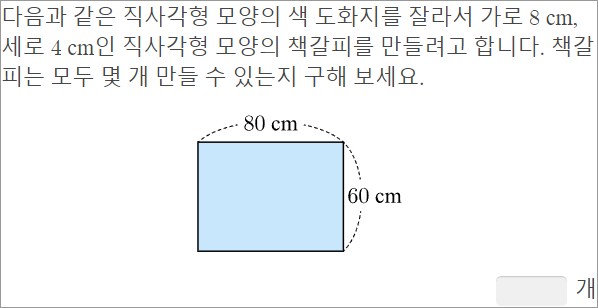 다음과 같은 직사각형 모양의 색 도화지를 잘라서 가로 8 cm,
세로 4 cm인 직사각형 모양의 책갈피를 만들려고 합니다. 책갈
피는 모두 몇 개 만들 수 있는지 구해 보세요.
80 cm
60 cm
개